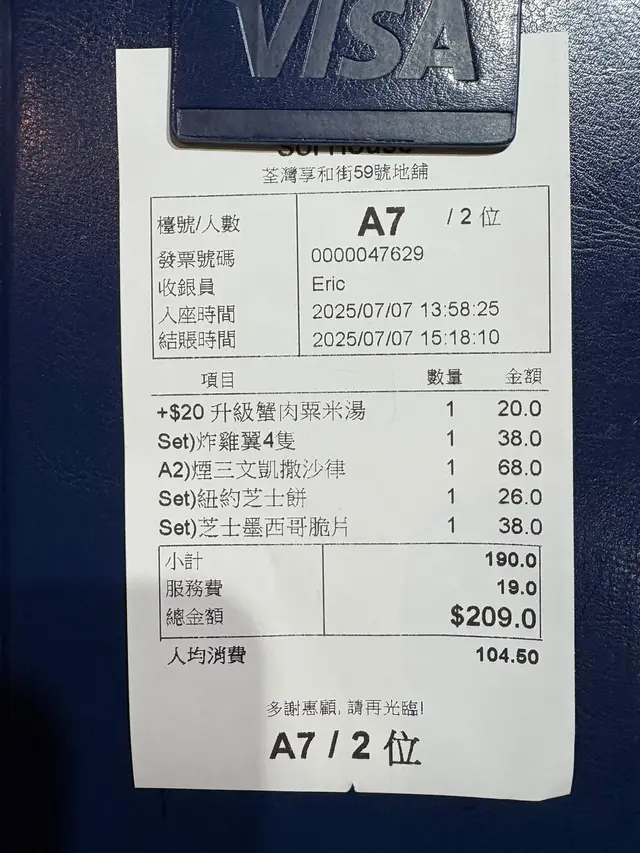 VISA
荃灣享和街59號地舖
檯號/人數 A7 / 2 位
發票號碼 0000047629
收銀員 Eric
入座時間 2025/07/07 13:58:25
結賬時間 2025/07/07 15:18:10
項目 數量 金額
+$20 升級蟹肉粟米湯 1 20.0
Set)炸雞翼4隻 1 38.0
A2)煙三文凱撒沙律 1 68.0
Set)紐約芝士餅 1 26.0
Set)芝士墨西哥脆片 1 38.0
小計 190.0
服務費 19.0
總金額 $209.0
人均消費 104.50
多謝惠顧, 請再光臨!
A7 / 2 位